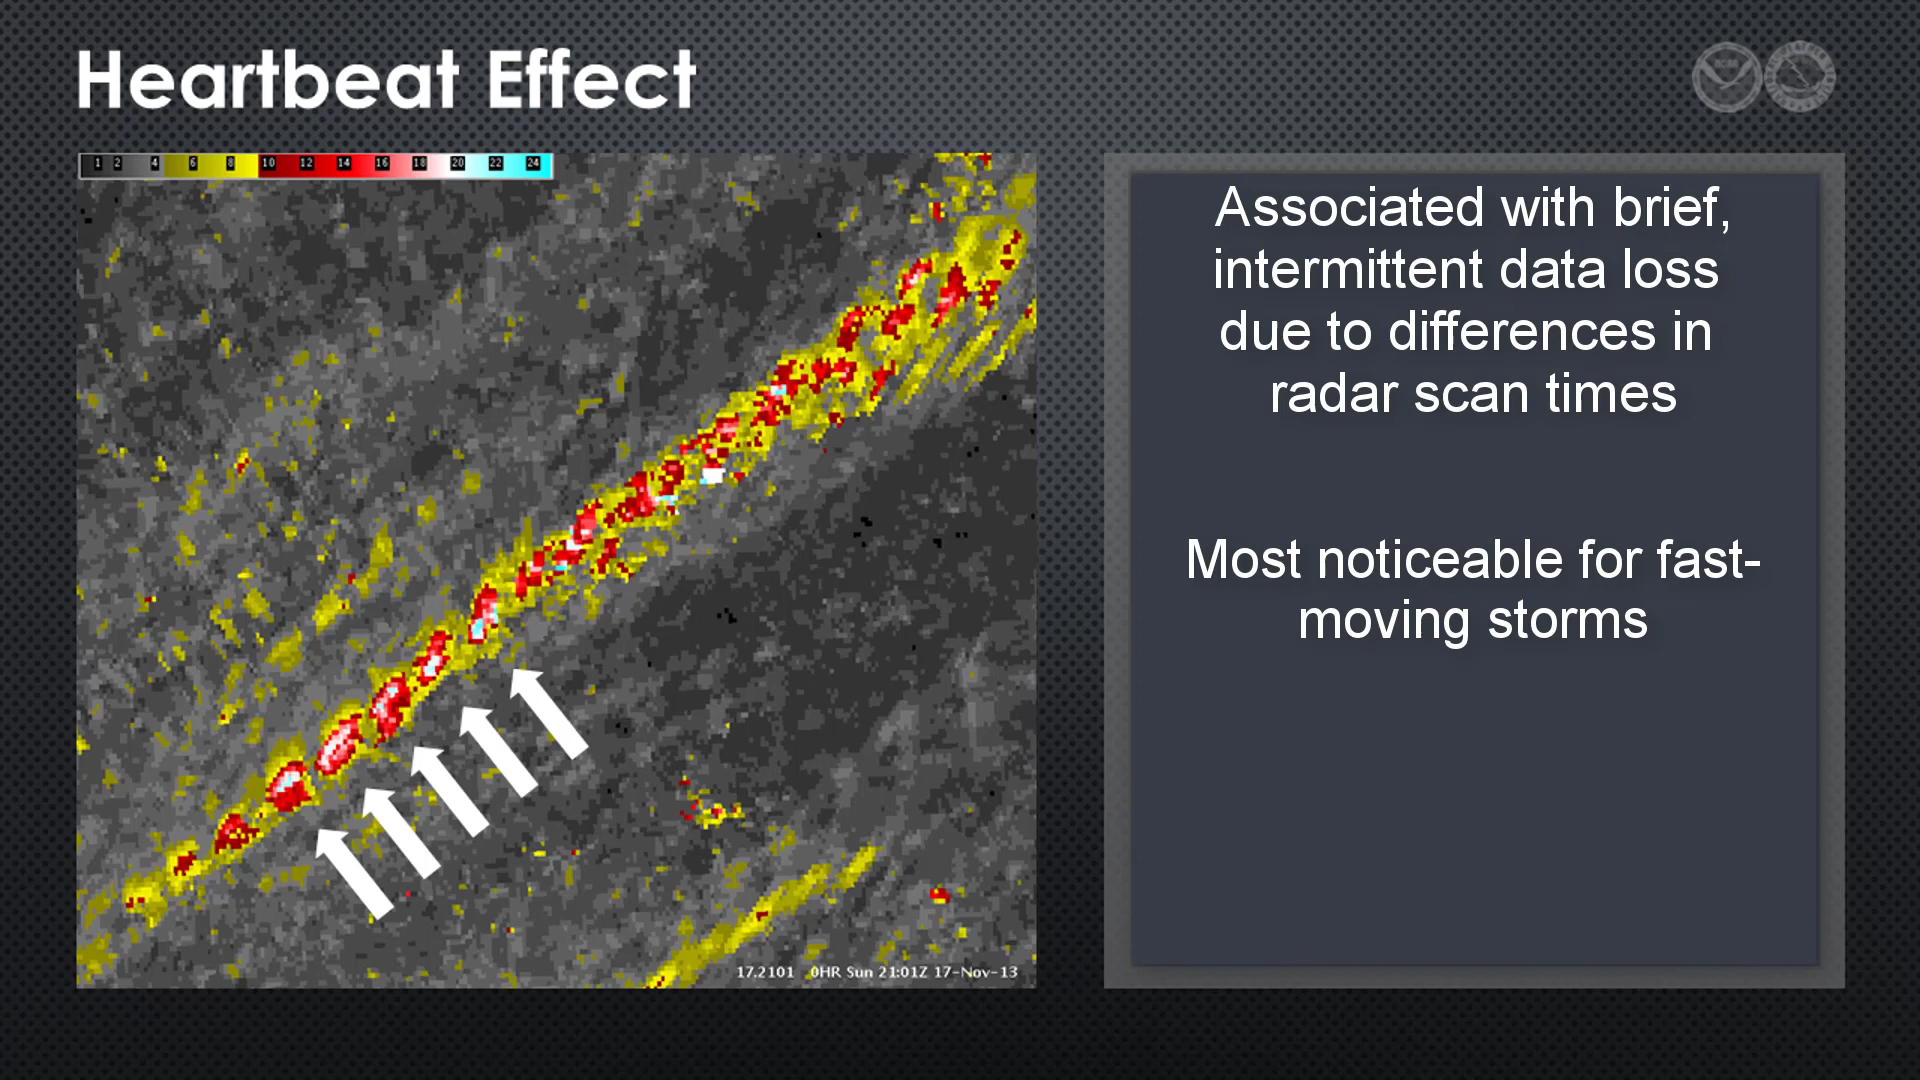 Heartbeat Effect
1 2 4 6 8 10 12 14 16 18 20 22 24
Associated with brief,
intermittent data loss
due to differences in
radar scan times
Most noticeable for fast-
moving storms
17.2101 0HR Sun 21:01Z 17-Nov-13